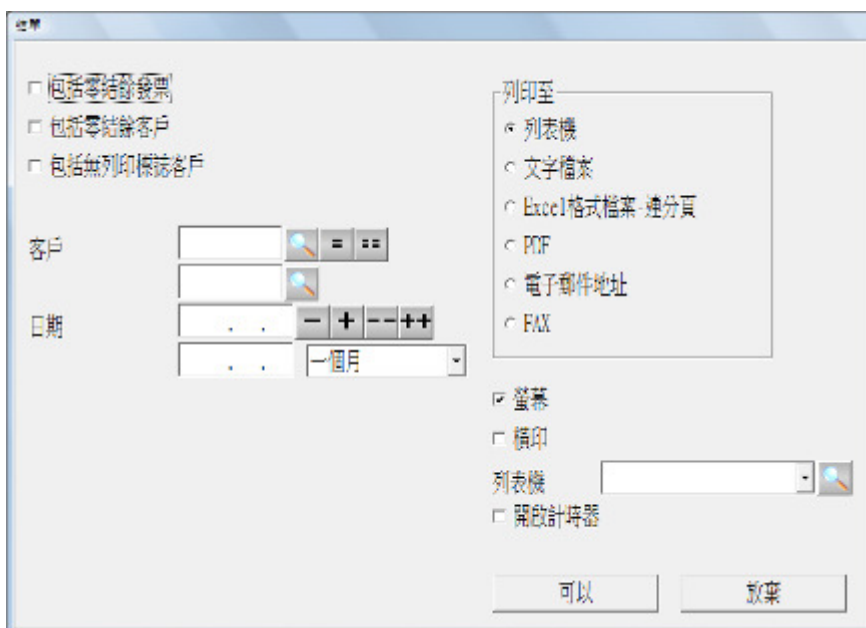 結單
包括零結餘發票
包括零結餘客戶
包括無列印標誌客戶
客戶
= ==
日期
. . - + -- ++
. . 一個月
列印至
列表機
文字檔案
Excel格式檔案-連分頁
PDF
電子郵件地址
FAX
螢幕
橫印
列表機
開啟計時器
可以 放棄